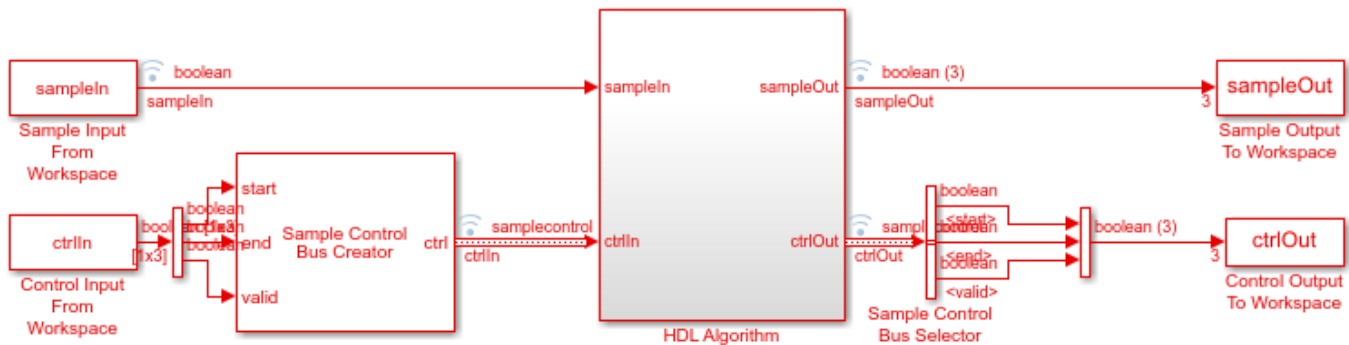 sampleIn
Sample Input
From
Workspace
boolean
sampleIn
sampleIn
sampleOut
boolean (3)
sampleOut
3
sampleOut
Sample Output
To Workspace
ctrlIn
Control Input
From
Workspace
[1x3]
boolean
boolean
start
end
valid
Sample Control
Bus Creator
ctrl
samplecontrol
ctrlIn
ctrlIn
ctrlOut
HDL Algorithm
ctrlOut
boolean
<start>
<end>
boolean
<valid>
Sample Control
Bus Selector
boolean (3)
3
ctrlOut
Control Output
To Workspace